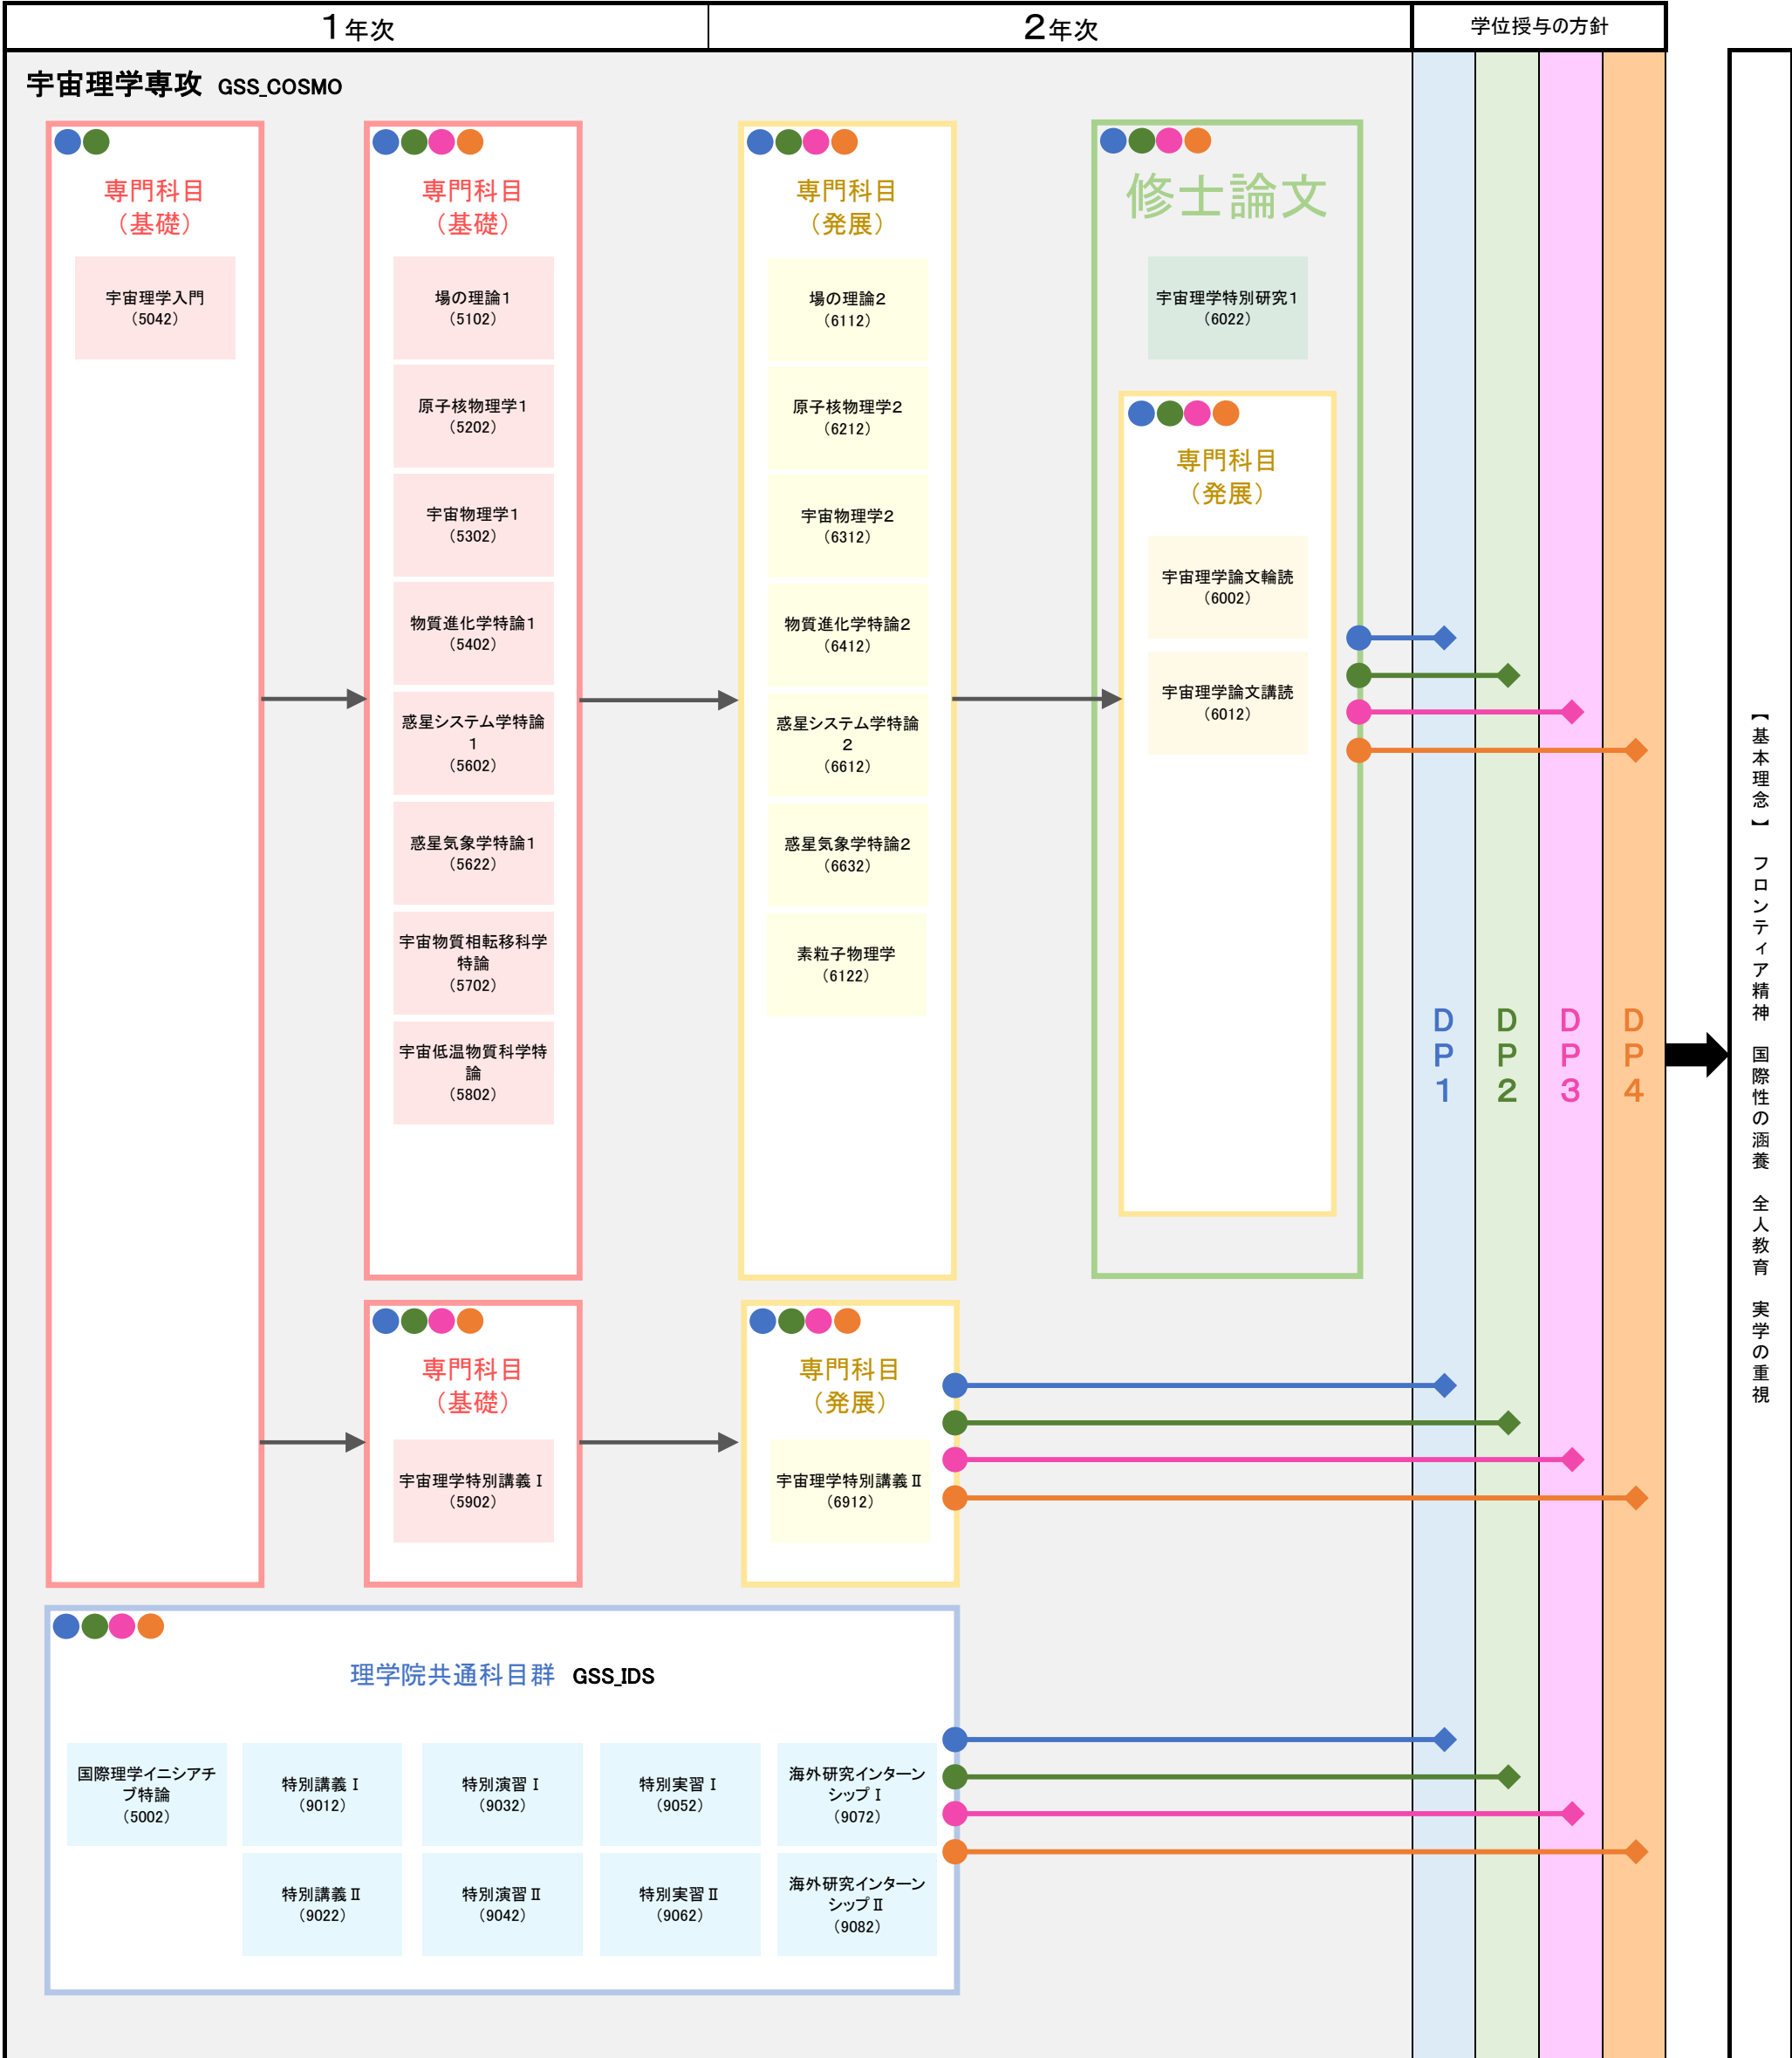 1年次
2年次
学位授与の方針
宇宙理学専攻 GSS_COSMO
専門科目
（基礎）
宇宙理学入門
（5042）
専門科目
（基礎）
場の理論1
（5102）
原子核物理学1
（5202）
宇宙物理学1
（5302）
物質進化学特論1
（5402）
惑星システム学特論
1
（5602）
惑星気象学特論1
（5622）
宇宙物質相転移科学
特論
（5702）
宇宙低温物質科学特
論
（5802）
専門科目
（発展）
場の理論2
（6112）
原子核物理学2
（6212）
宇宙物理学2
（6312）
物質進化学特論2
（6412）
惑星システム学特論
2
（6612）
惑星気象学特論2
（6632）
素粒子物理学
（6122）
修士論文
宇宙理学特別研究1
（6022）
専門科目
（発展）
宇宙理学論文輪読
（6002）
宇宙理学論文講読
（6012）
専門科目
（基礎）
宇宙理学特別講義Ⅰ
（5902）
専門科目
（発展）
宇宙理学特別講義Ⅱ
（6912）
理学院共通科目群 GSS_IDS
国際理学イニシアチ
ブ特論
（5002）
特別講義Ⅰ
（9012）
特別演習Ⅰ
（9032）
特別実習Ⅰ
（9052）
海外研究インターン
シップⅠ
（9072）
特別講義Ⅱ
（9022）
特別演習Ⅱ
（9042）
特別実習Ⅱ
（9062）
海外研究インターン
シップⅡ
（9082）
DP1
DP2
DP3
DP4
【基本理念】 フロンティア精神 国際性の涵養 全人教育 実学の重視